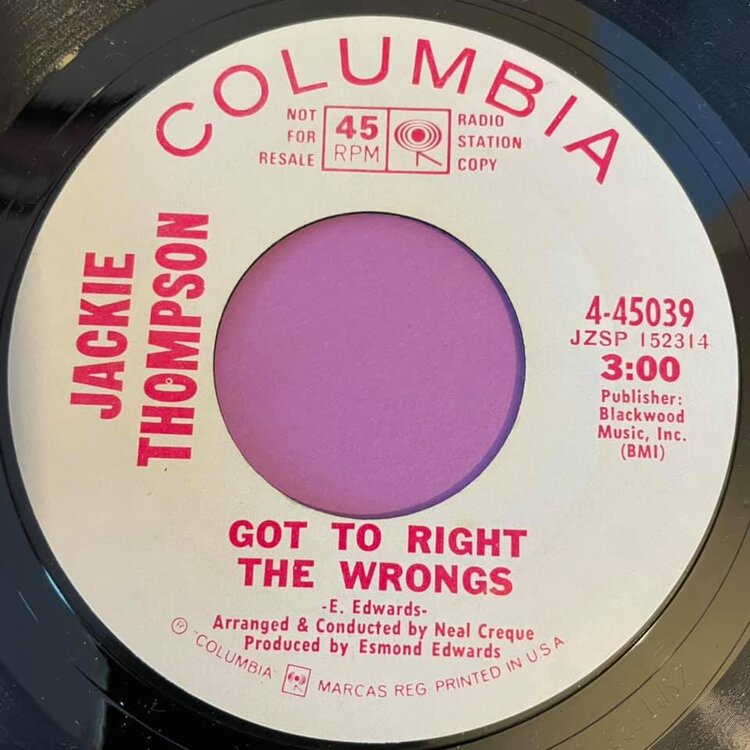 COLUMBIA
NOT
FOR
RESALE
45
RPM
RADIO
STATION
COPY
JACKIE
THOMPSON
4-45039
JZSP 152314
3:00
Publisher:
Blackwood
Music, Inc.
(BMI)
GOT TO RIGHT
THE WRONGS
-E. Edwards-
Arranged & Conducted by Neal Creque
Produced by Esmond Edwards
Ⓟ "COLUMBIA" MARCAS REG PRINTED IN USA